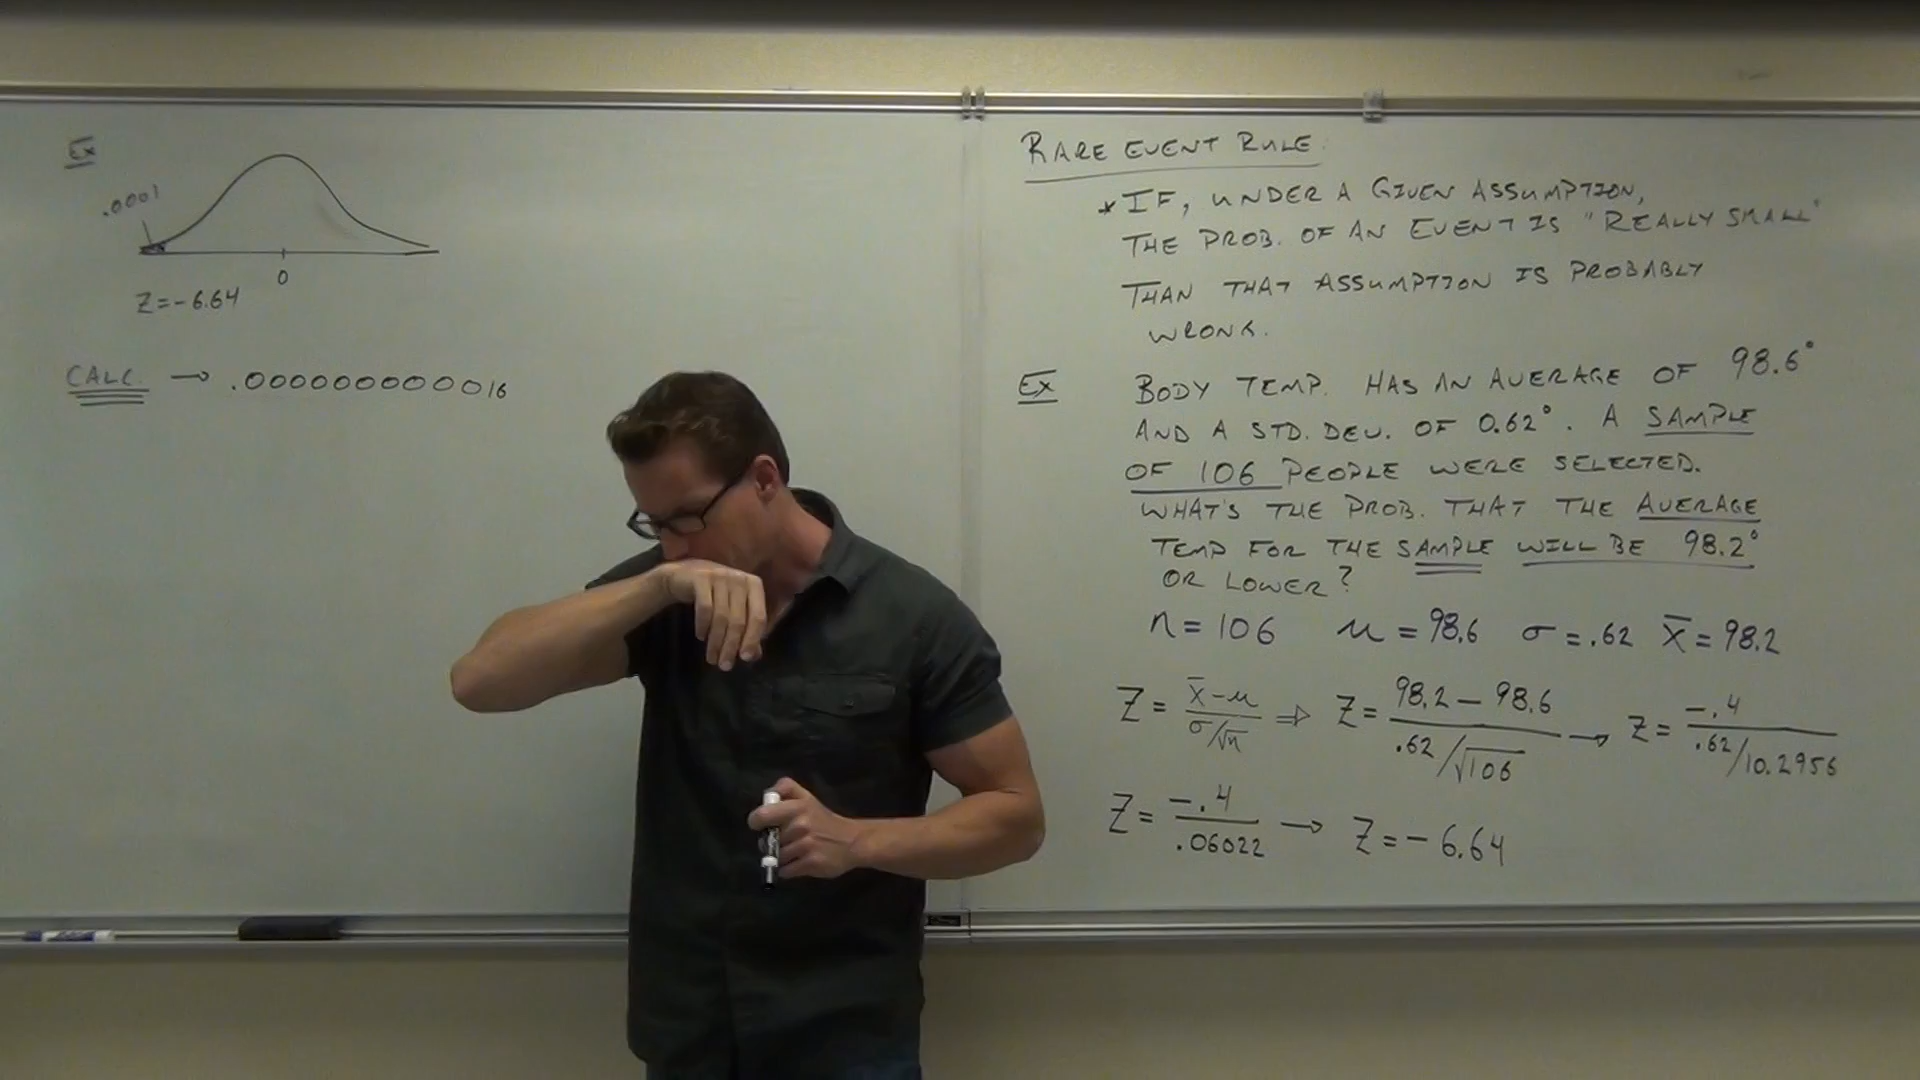 Ex
.0001
0
Z=-6.64
CALC. → .0000000000016
RARE EVENT RULE.
* IF, UNDER A GIVEN ASSUMPTION,
THE PROB. OF AN EVENT IS "REALLY SMALL"
THAN THAT ASSUMPTION IS PROBABLY
WRONG.
Ex BODY TEMP. HAS AN AVERAGE OF 98.6°
AND A STD. DEV. OF 0.62°. A SAMPLE
OF 106 PEOPLE WERE SELECTED.
WHAT'S THE PROB. THAT THE AVERAGE
TEMP FOR THE SAMPLE WILL BE 98.2°
OR LOWER?
n = 106 μ = 98.6 σ = .62 x̄ = 98.2
Z = (x̄-μ)/(σ/√n) ⇒ Z = (98.2 - 98.6)/(.62/√106) → Z = -.4/(.62/10.2956)
Z = -.4/.06022 → Z = -6.64